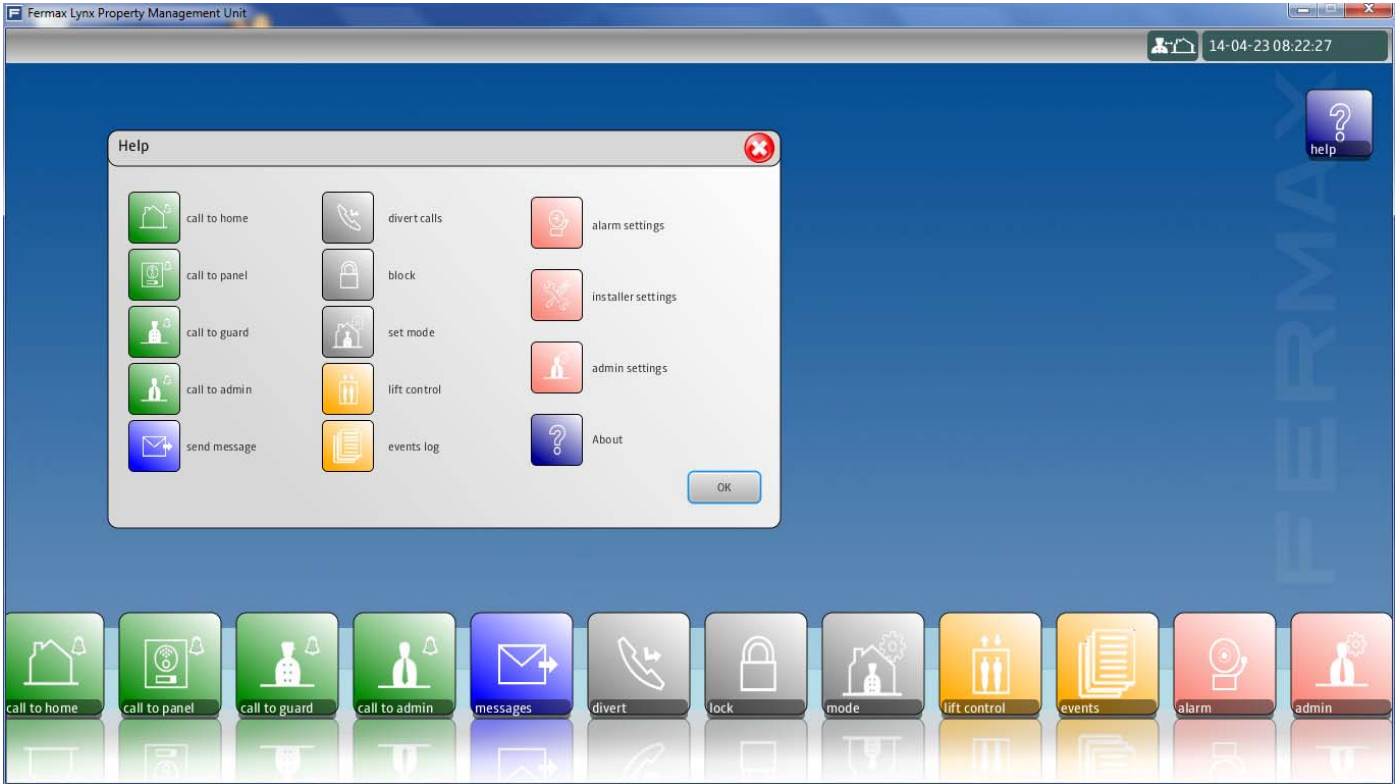 Fermax Lynx Property Management Unit
14-04-23 08:22:27
help
Help
call to home
divert calls
alarm settings
call to panel
block
installer settings
call to guard
set mode
admin settings
call to admin
lift control
send message
events log
About
OK
FERMAX
call to home
call to panel
call to guard
call to admin
messages
divert
lock
mode
lift control
events
alarm
admin